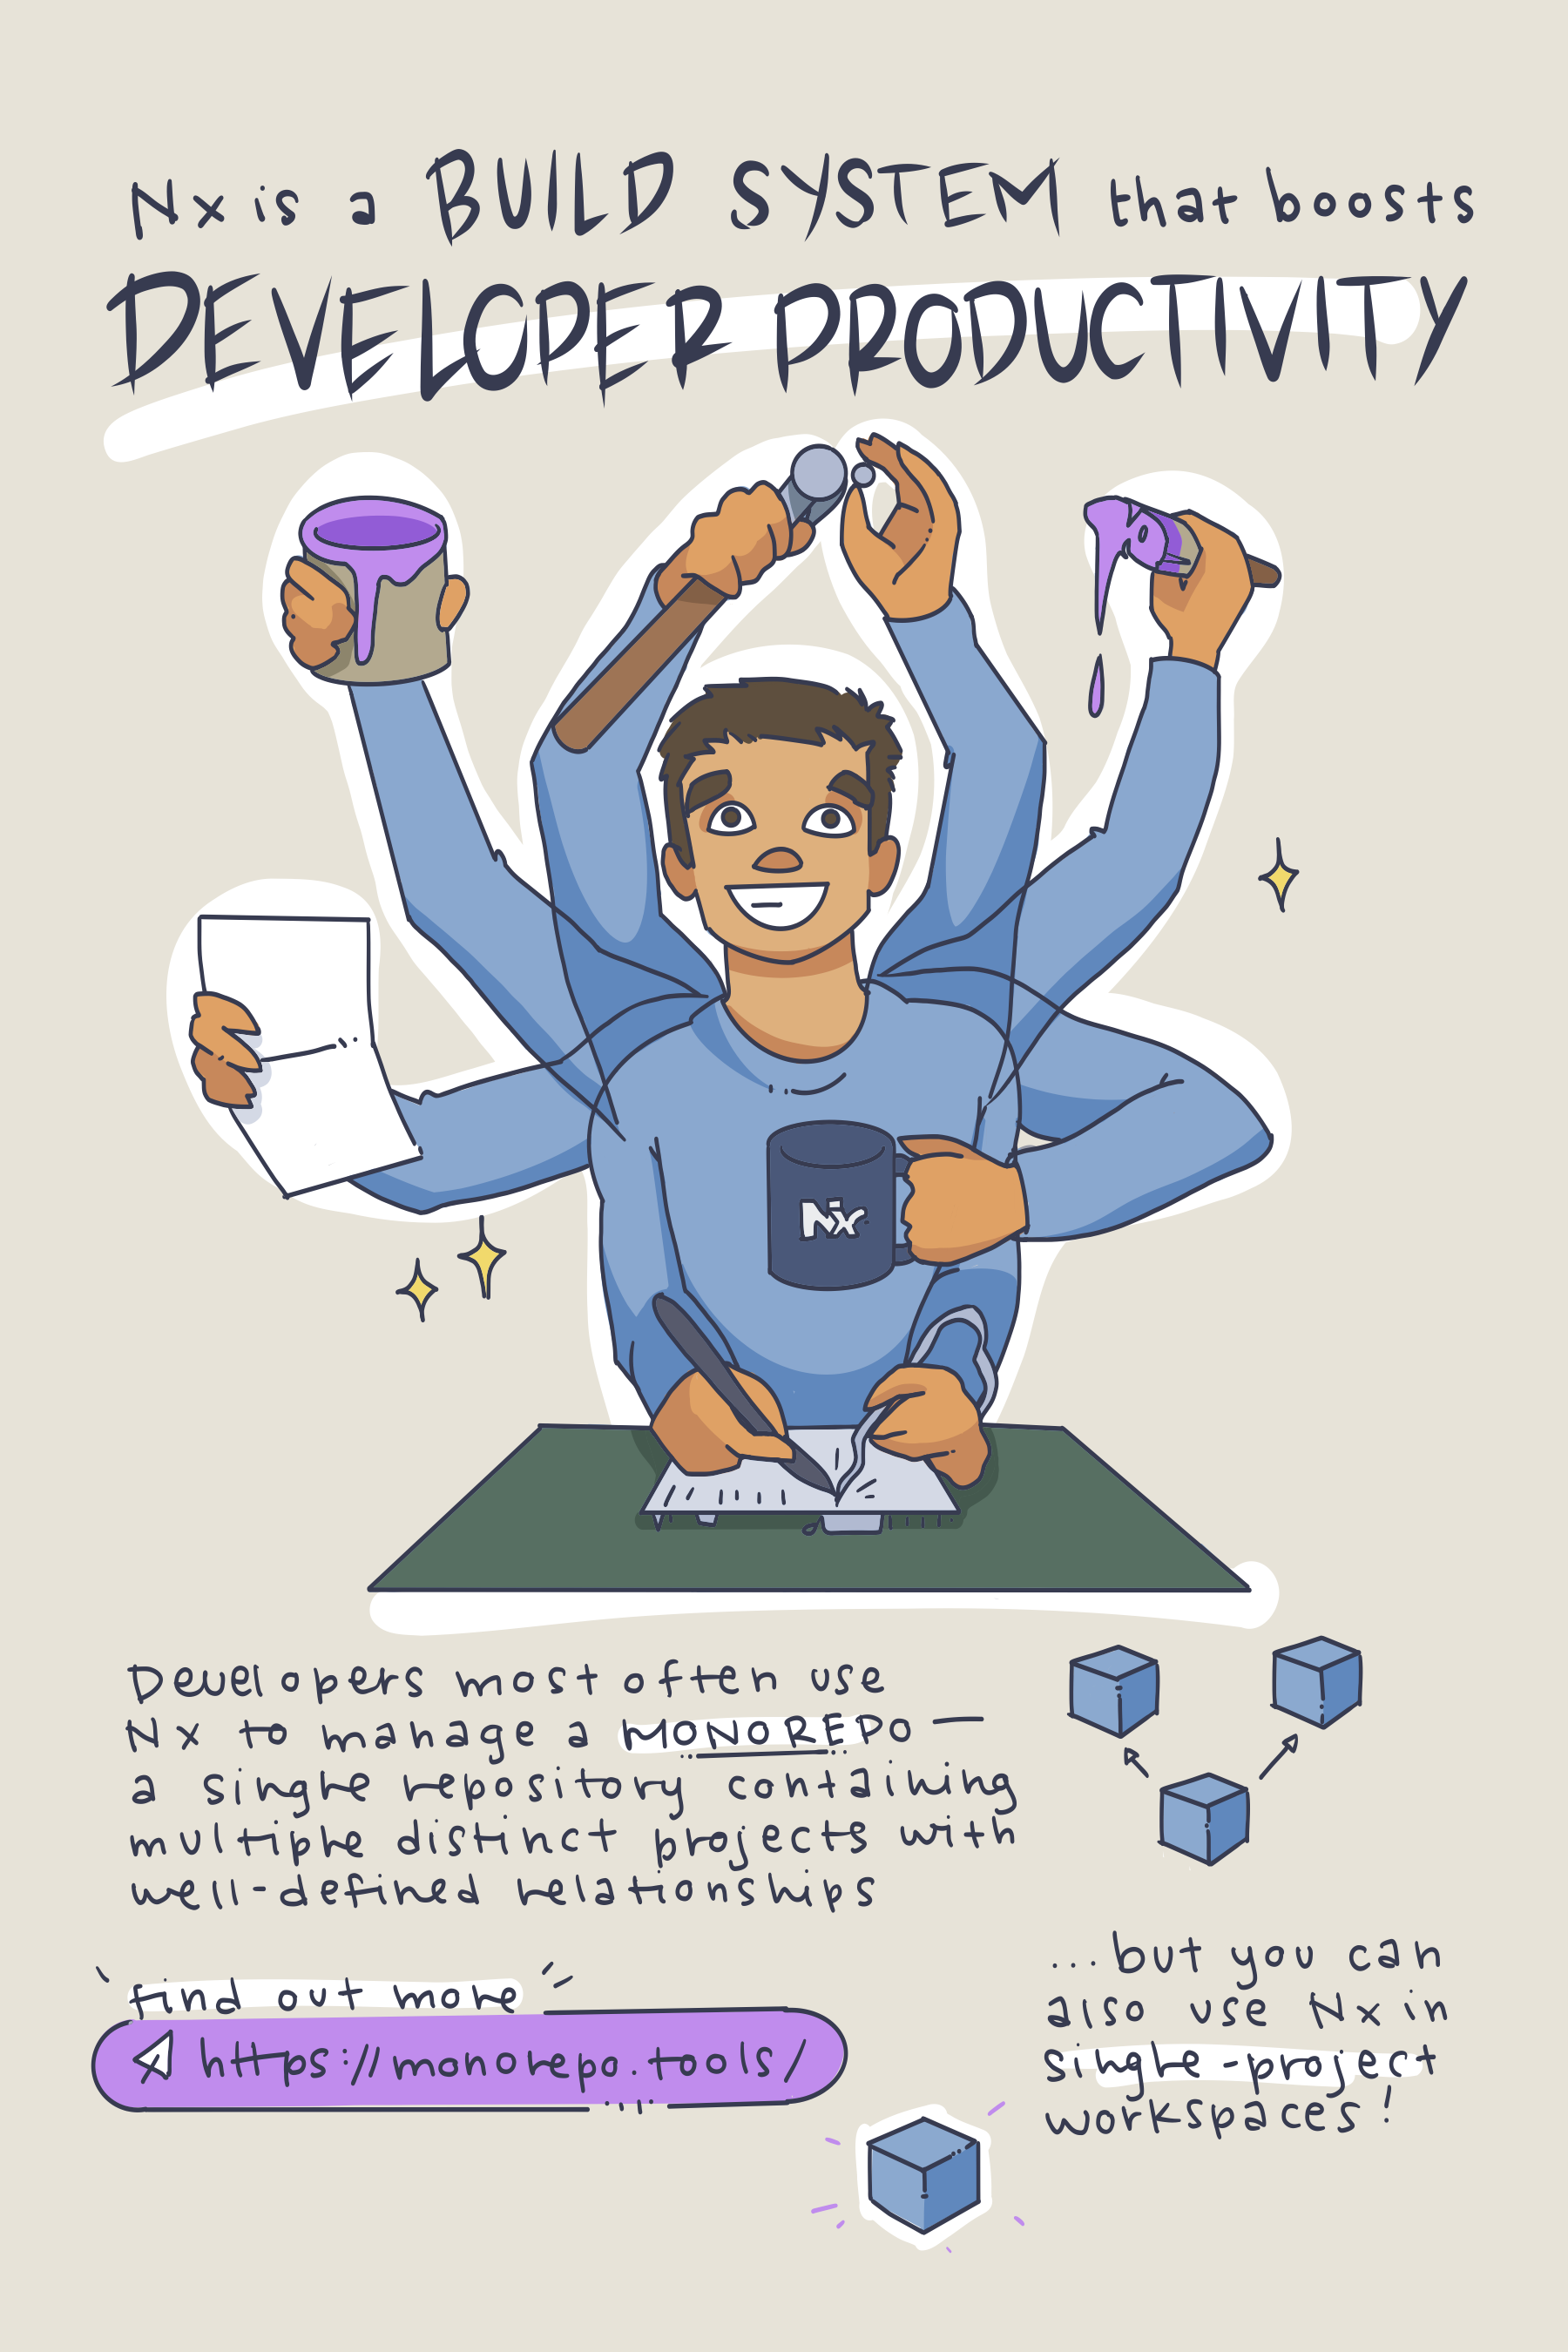 Nx is a BUILD SYSTEM that boosts
DEVELOPER PRODUCTIVITY
Nx
Developers most often use
Nx to manage a MONOREPO —
a single repository containing
multiple distinct projects with
well-defined relationships
find out more
https://monorepo.tools/
...but you can
also use Nx in
single-project
workspaces!